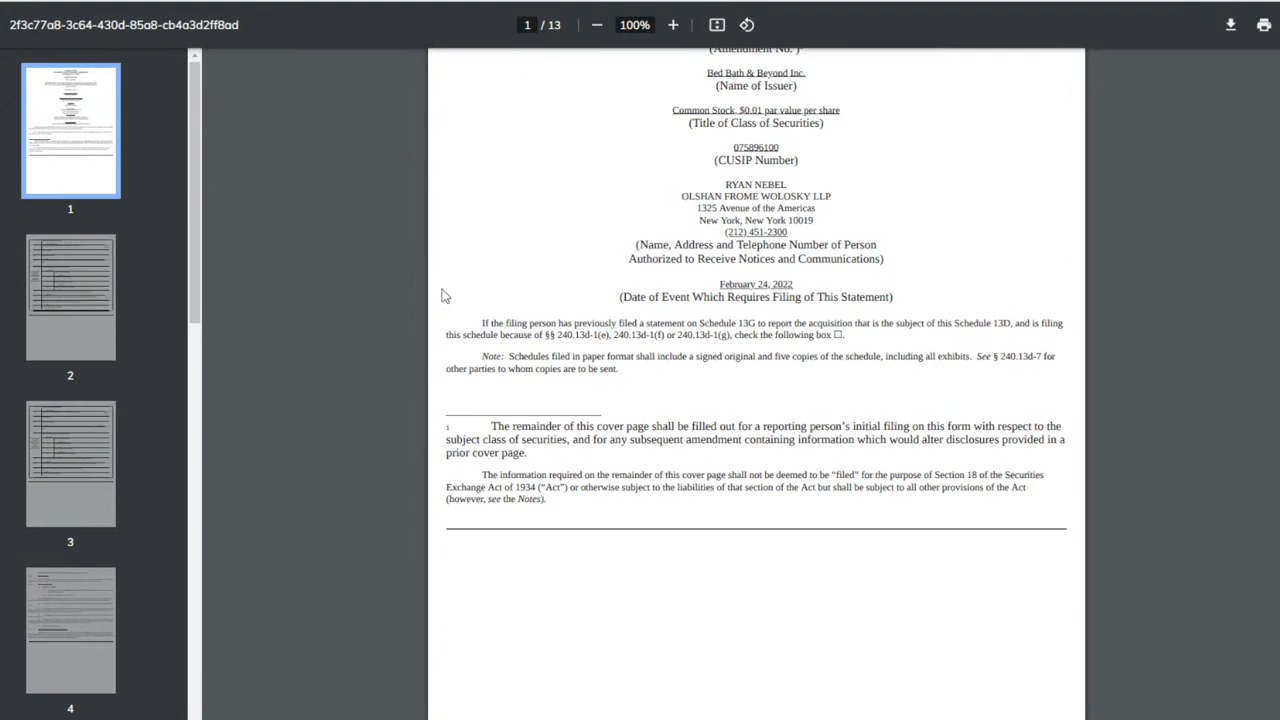 2f3c77a8-3c64-430d-85a8-cb4a3d2ff8ad
1 / 13
100%
(Amendment No. )
Bed Bath & Beyond Inc.
(Name of Issuer)
Common Stock, $0.01 par value per share
(Title of Class of Securities)
075896100
(CUSIP Number)
RYAN NEBEL
OLSHAN FROME WOLOSKY LLP
1325 Avenue of the Americas
New York, New York 10019
(212) 451-2300
(Name, Address and Telephone Number of Person
Authorized to Receive Notices and Communications)
February 24, 2022
(Date of Event Which Requires Filing of This Statement)
If the filing person has previously filed a statement on Schedule 13G to report the acquisition that is the subject of this Schedule 13D, and is filing
this schedule because of §§ 240.13d-1(e), 240.13d-1(f) or 240.13d-1(g), check the following box ☐.
Note: Schedules filed in paper format shall include a signed original and five copies of the schedule, including all exhibits. See § 240.13d-7 for
other parties to whom copies are to be sent.
1 The remainder of this cover page shall be filled out for a reporting person’s initial filing on this form with respect to the
subject class of securities, and for any subsequent amendment containing information which would alter disclosures provided in a
prior cover page.
The information required on the remainder of this cover page shall not be deemed to be “filed” for the purpose of Section 18 of the Securities
Exchange Act of 1934 (“Act”) or otherwise subject to the liabilities of that section of the Act but shall be subject to all other provisions of the Act
(however, see the Notes).
1
2
3
4